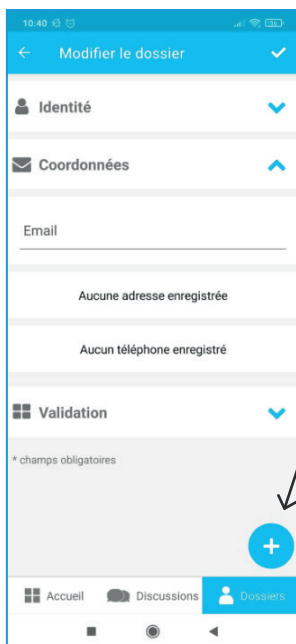 10:40
Modifier le dossier
Identité
Coordonnées
Email
Aucune adresse enregistrée
Aucun téléphone enregistré
Validation
* champs obligatoires
+
Accueil Discussions Dossiers